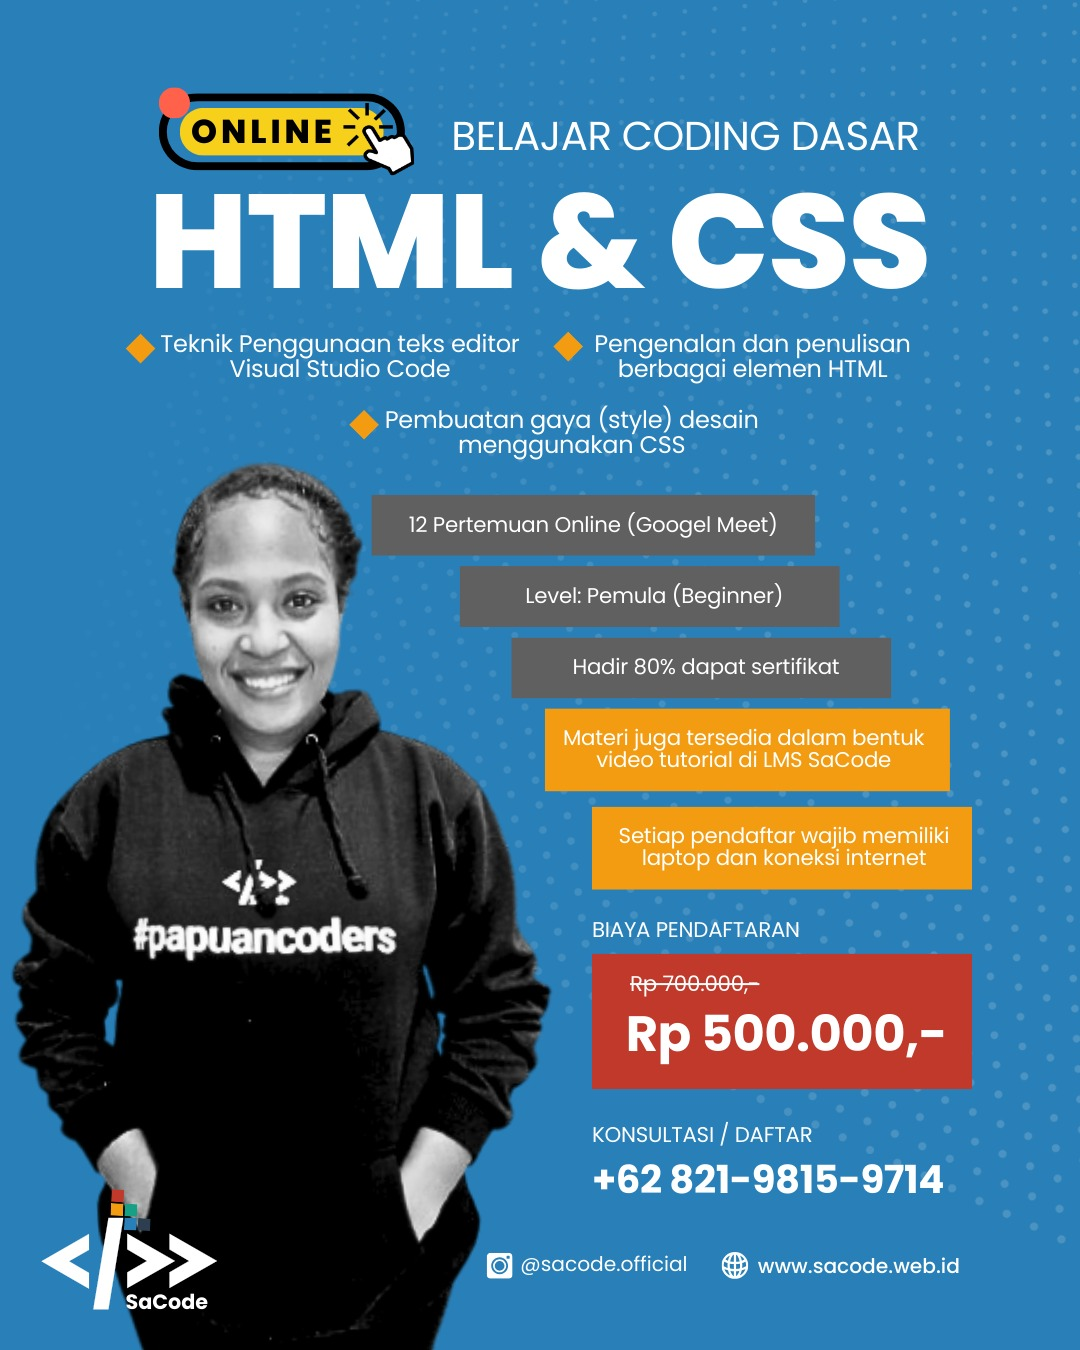 ONLINE
BELAJAR CODING DASAR
HTML & CSS
Teknik Penggunaan teks editor
Visual Studio Code
Pengenalan dan penulisan
berbagai elemen HTML
Pembuatan gaya (style) desain
menggunakan CSS
12 Pertemuan Online (Googel Meet)
Level: Pemula (Beginner)
Hadir 80% dapat sertifikat
Materi juga tersedia dalam bentuk
video tutorial di LMS SaCode
Setiap pendaftar wajib memiliki
laptop dan koneksi internet
#papuancoders
BIAYA PENDAFTARAN
Rp 700.000,-
Rp 500.000,-
KONSULTASI / DAFTAR
+62 821-9815-9714
SaCode
@sacode.official
www.sacode.web.id